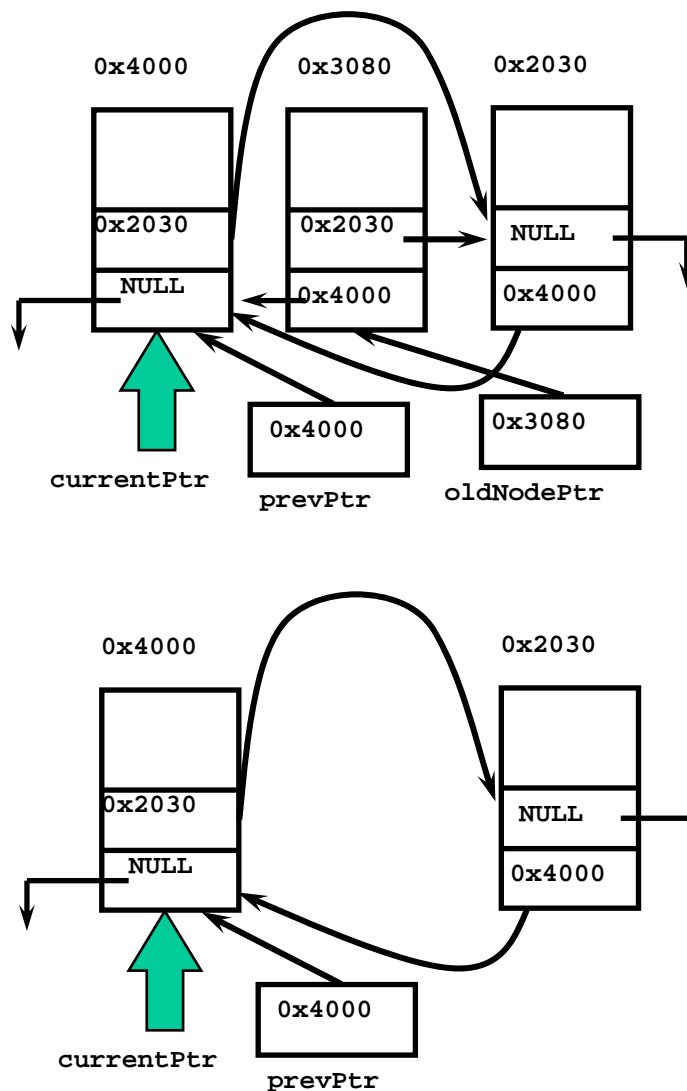 0x4000 0x3080 0x2030
0x2030 0x2030 NULL
NULL 0x4000 0x4000
0x4000 0x3080
currentPtr prevPtr oldNodePtr
0x4000 0x2030
0x2030 NULL
NULL 0x4000
0x4000
currentPtr prevPtr